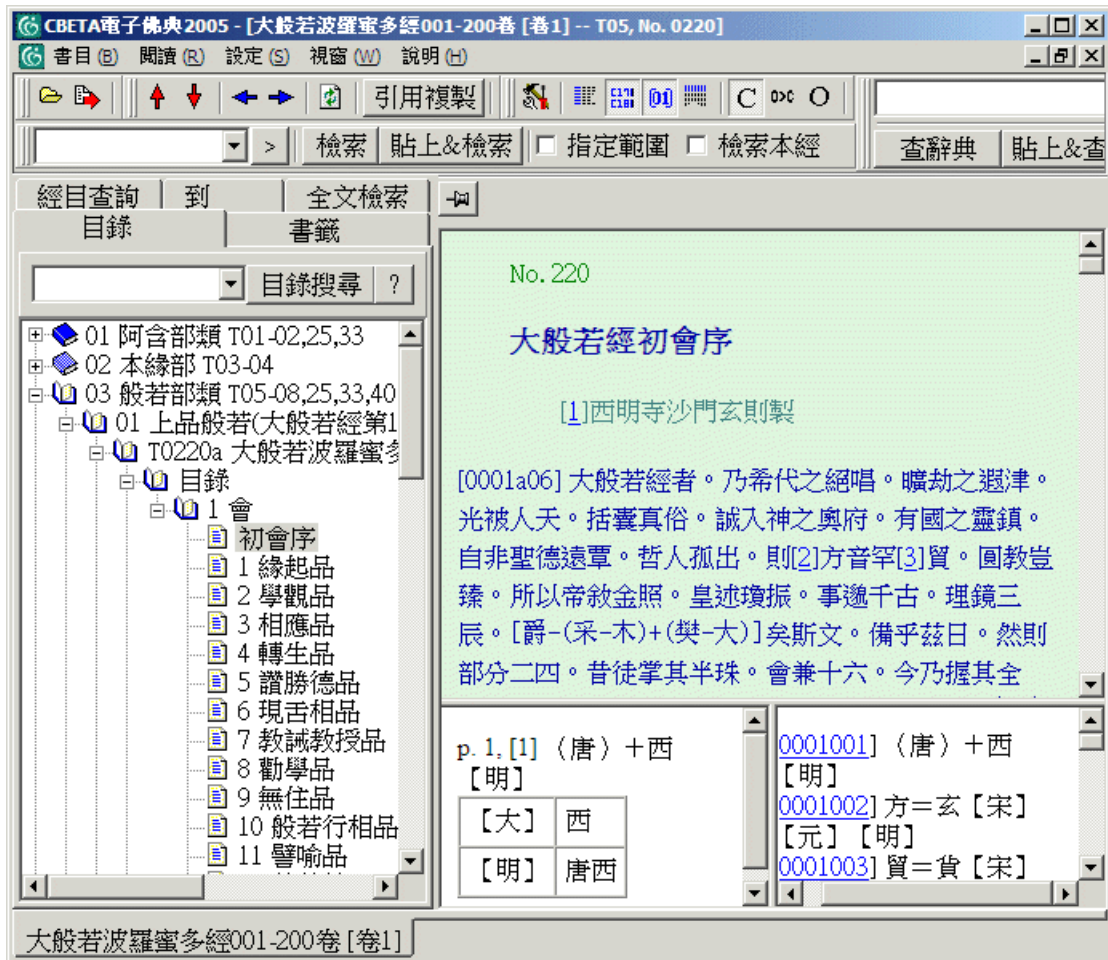 CBETA電子佛典2005 - [大般若波羅蜜多經001-200卷 [卷1] -- T05, No. 0220]
書目(B) 閱讀(R) 設定(S) 視窗(W) 說明(H)
引用複製 C O
> 檢索 貼上&檢索 指定範圍 檢索本經 查辭典 貼上&查
經目查詢 到 全文檢索
目錄 書籤
目錄搜尋 ?
01 阿含部類 T01-02,25,33
02 本緣部 T03-04
03 般若部類 T05-08,25,33,40
01 上品般若(大般若經第1
T0220a 大般若波羅蜜多
目錄
1 會
初會序
1 緣起品
2 學觀品
3 相應品
4 轉生品
5 讚勝德品
6 現舌相品
7 教誡教授品
8 勸學品
9 無住品
10 般若行相品
11 譬喻品
No. 220
大般若經初會序
[1]西明寺沙門玄則製
[0001a06] 大般若經者。乃希代之絕唱。曠劫之遐津。
光被人天。括囊真俗。誠入神之奧府。有國之靈鎮。
自非聖德遠覃。哲人孤出。則[2]方音罕[3]貿。圓教豈
臻。所以帝敘金照。皇述瓊振。事邈千古。理鏡三
辰。[爵-(采-木)+(樊-大)]矣斯文。備乎茲日。然則
部分二四。昔徒掌其半珠。會兼十六。今乃握其全
p. 1, [1] （唐）＋西
【明】
【大】 西
【明】 唐西
0001001] （唐）＋西
【明】
0001002] 方＝玄【宋】
【元】【明】
0001003] 貿＝貨【宋】
大般若波羅蜜多經001-200卷 [卷1]